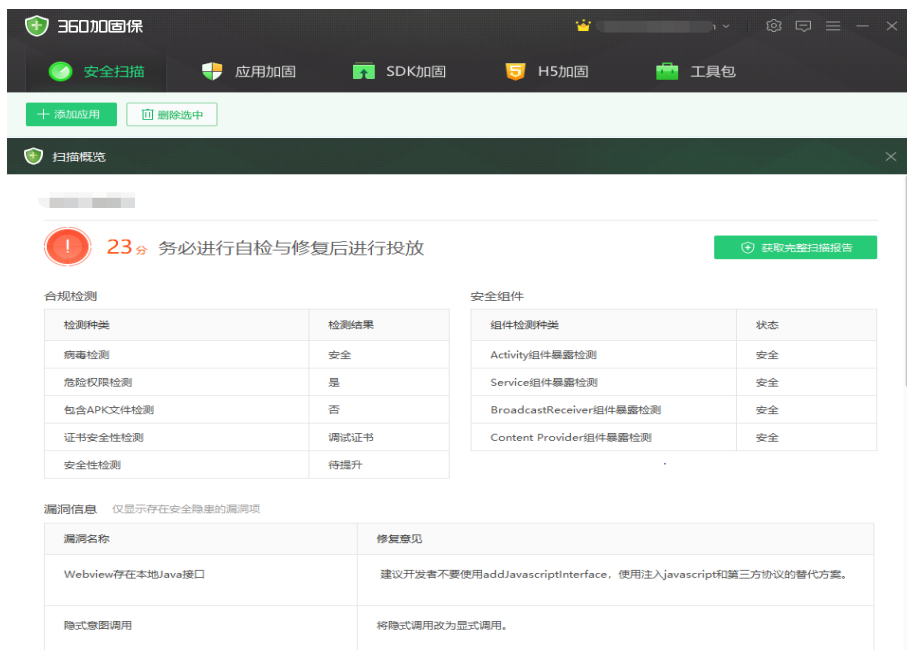 360加固保
安全扫描 应用加固 SDK加固 H5加固 工具包
添加应用 删除选中
扫描概览
23分 务必进行自检与修复后进行投放 获取完整扫描报告
合规检测 安全组件
检测种类 检测结果 组件检测种类 状态
病毒检测 安全 Activity组件暴露检测 安全
危险权限检测 是 Service组件暴露检测 安全
包含APK文件检测 否 BroadcastReceiver组件暴露检测 安全
证书安全性检测 调试证书 Content Provider组件暴露检测 安全
安全性检测 待提升
漏洞信息 仅显示存在安全隐患的漏洞项
漏洞名称 修复意见
Webview存在本地Java接口 建议开发者不要使用addJavascriptInterface，使用注入javascript和第三方协议的替代方案。
隐式意图调用 将隐式调用改为显式调用。